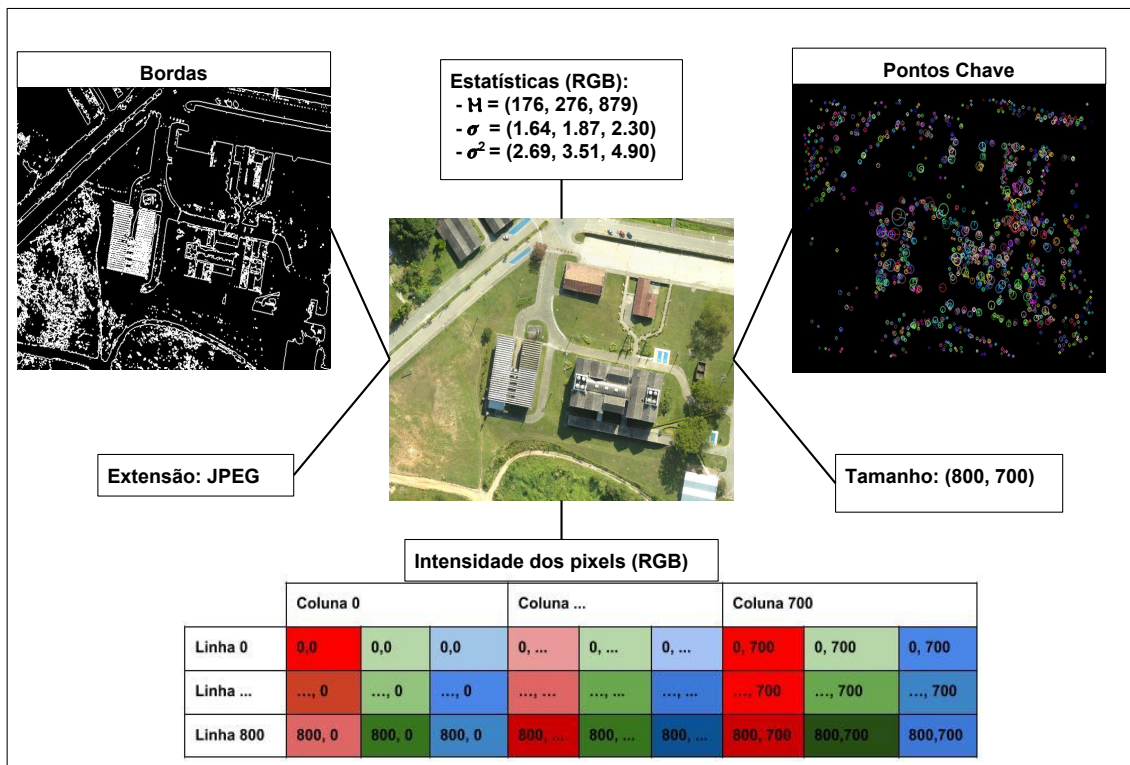 Bordas
Estatísticas (RGB):
- M = (176, 276, 879)
- σ = (1.64, 1.87, 2.30)
- σ² = (2.69, 3.51, 4.90)
Pontos Chave
Extensão: JPEG
Tamanho: (800, 700)
Intensidade dos pixels (RGB)
Coluna 0 Coluna ... Coluna 700
Linha 0 0,0 0,0 0,0 0, ... 0, ... 0, ... 0, 700 0, 700 0, 700
Linha ... ..., 0 ..., 0 ..., 0 ..., ... ..., ... ..., ... ..., 700 ..., 700 ..., 700
Linha 800 800, 0 800, 0 800, 0 800, ... 800, ... 800, ... 800, 700 800,700 800,700